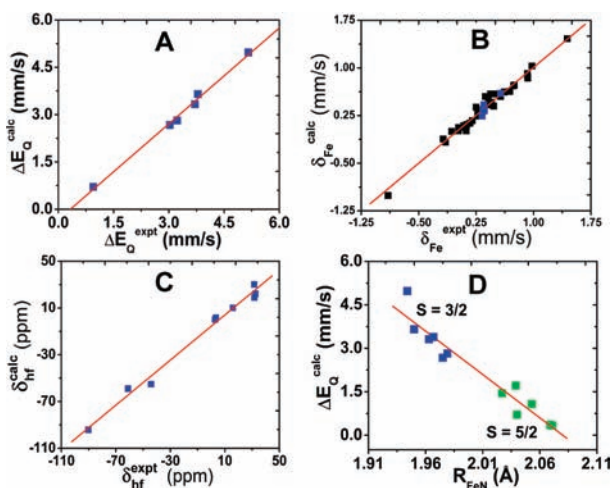 A
ΔE_Q^calc (mm/s)
6.0
4.5
3.0
1.5
0.0
0.0 1.5 3.0 4.5 6.0
ΔE_Q^expt (mm/s)
B
δ_Fe^calc (mm/s)
1.75
1.00
0.25
-0.50
-1.25
-1.25 -0.50 0.25 1.00 1.75
δ_Fe^expt (mm/s)
C
δ_hf^calc (ppm)
50
10
-30
-70
-110
-100 -70 -30 10 50
δ_hf^expt (ppm)
D
ΔE_Q^calc (mm/s)
6.0
4.5
3.0
1.5
0.0
S = 3/2
S = 5/2
1.91 1.96 2.01 2.06 2.11
R_FeN (Å)